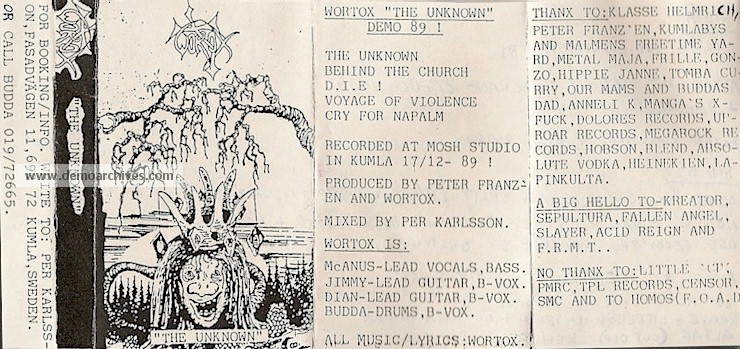 FOR BOOKING/INFO, WRITE TO: PER KARLSS-
ON, FASADVÄGEN 11,692 72 KUMLA, SWEDEN.
OR CALL BUDDA 019/72665.
WORTOX
"THE UNKNOWN"
WORTOX
"THE UNKNOWN"
www.demoarchives.com
WORTOX "THE UNKNOWN"
DEMO 89 !
THE UNKNOWN
BEHIND THE CHURCH
D.I.E !
VOYAGE OF VIOLENCE
CRY FOR NAPALM
RECORDED AT MOSH STUDIO
IN KUMLA 17/12- 89 !
PRODUCED BY PETER FRANZ-
EN AND WORTOX.
MIXED BY PER KARLSSON.
WORTOX IS:
McANUS-LEAD VOCALS,BASS.
JIMMY-LEAD GUITAR,B-VOX.
DIAN-LEAD GUITAR,B-VOX.
BUDDA-DRUMS,B-VOX.
ALL MUSIC/LYRICS:WORTOX.
THANX TO:KLASSE HELMRICH,
PETER FRANZ'EN,KUMLABYS
AND MALMENS FREETIME YA-
RD,METAL MAJA,FRILLE,GON-
ZO,HIPPIE JANNE,TOMBA CU-
RRY,OUR MAMS AND BUDDAS
DAD,ANNELI K,MANGA`S X-
FUCK,DOLORES RECORDS,UP-
ROAR RECORDS,MEGAROCK RE
CORDS,HOBSON,BLEND,ABSO-
LUTE VODKA,HEINEKIEN,LA-
PINKULTA.
A BIG HELLO TO-KREATOR,
SEPULTURA,FALLEN ANGEL,
SLAYER,ACID REIGN AND
F.R.M.T..
NO THANX TO:LITTLE `CP`,
PMRC,TPL RECORDS,CENSOR,
SMC AND TO HOMOS(F.O.A.D